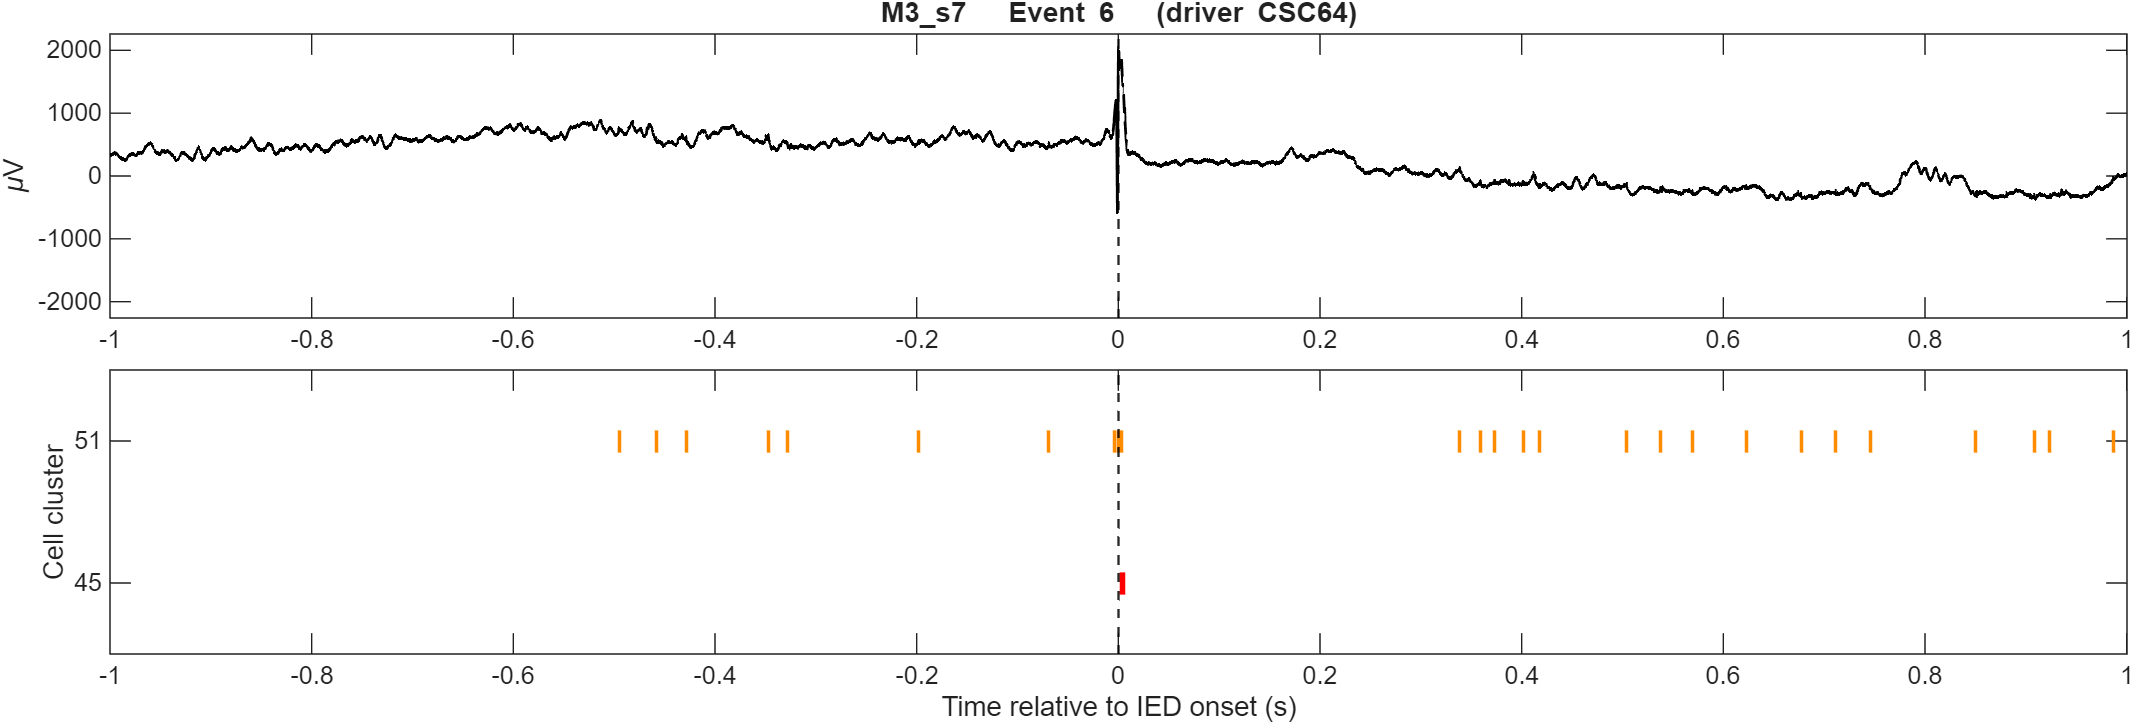 M3_s7 Event 6 (driver CSC64)
2000
1000
0
-1000
-2000
µV
-1 -0.8 -0.6 -0.4 -0.2 0 0.2 0.4 0.6 0.8 1
51
45
Cell cluster
-1 -0.8 -0.6 -0.4 -0.2 0 0.2 0.4 0.6 0.8 1
Time relative to IED onset (s)